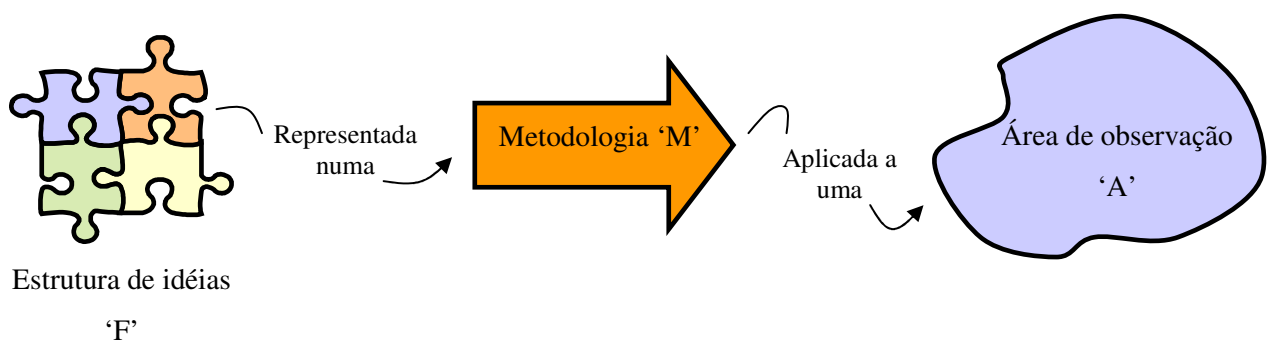 Estrutura de idéias
‘F’
Representada
numa
Metodologia ‘M’
Aplicada a
uma
Área de observação
‘A’